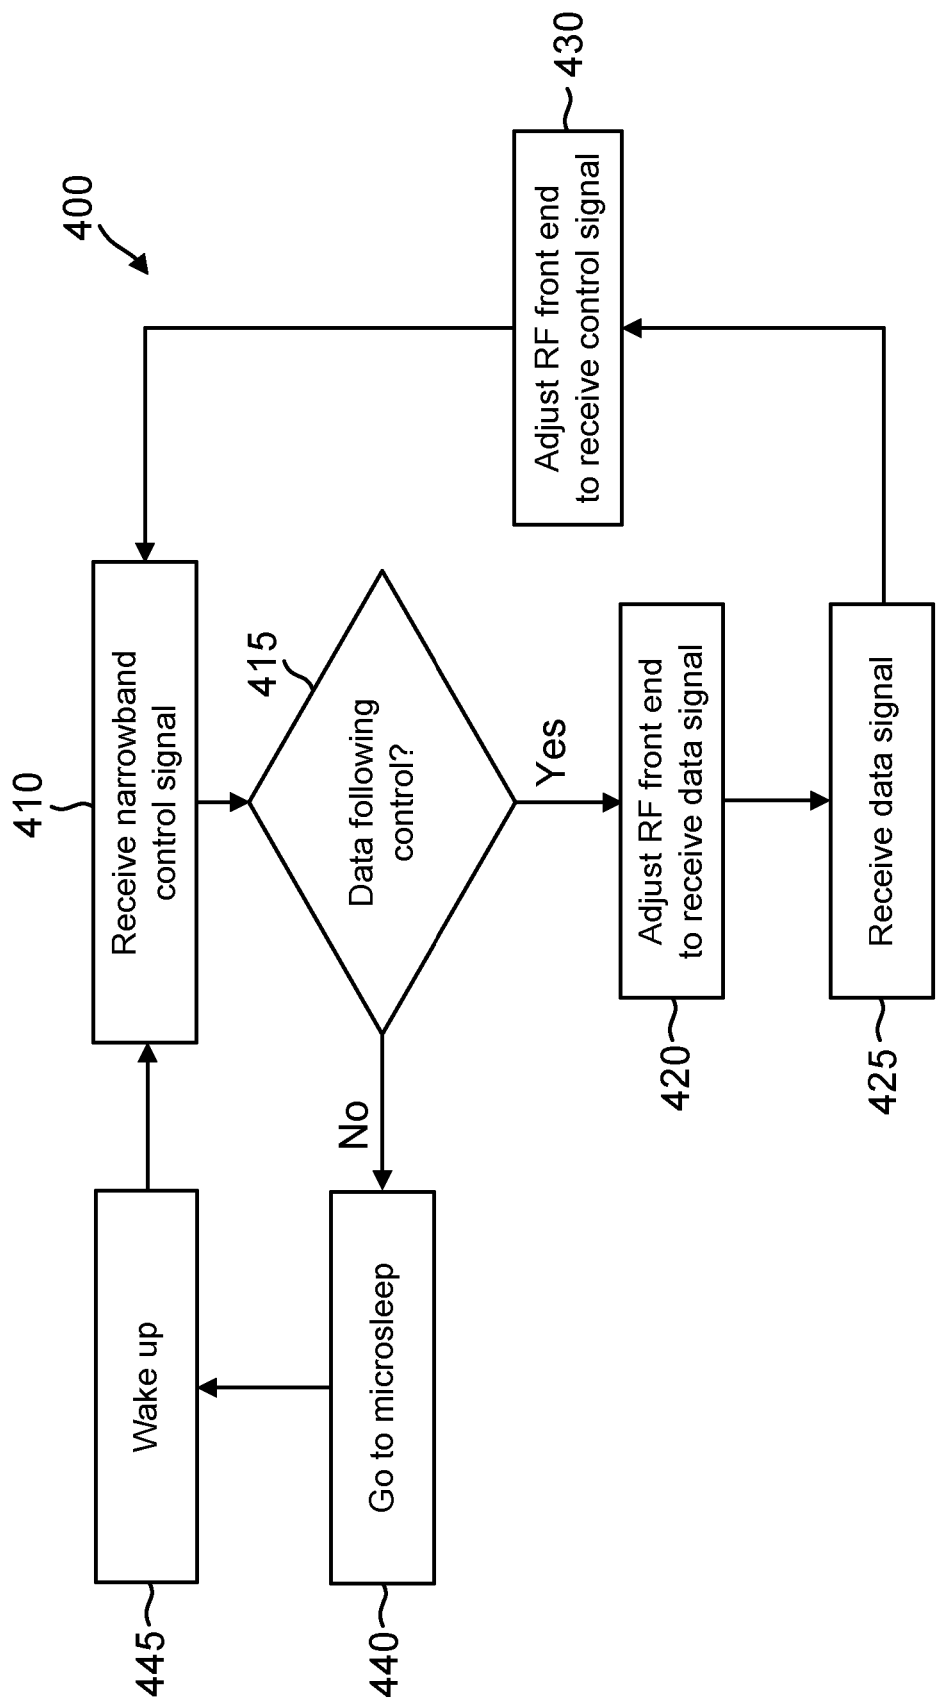 400
410
Receive narrowband
control signal
415
Data following
control?
Yes
No
420
Adjust RF front end
to receive data signal
425
Receive data signal
430
Adjust RF front end
to receive control signal
440
Go to microsleep
445
Wake up